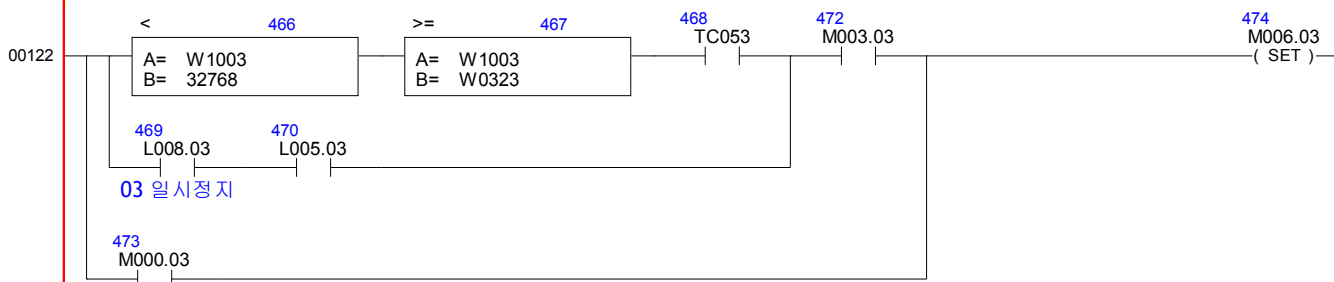 < 466 >= 467 468 472 474
TC053 M003.03 M006.03
00122 A= W1003 A= W1003 ( SET )
B= 32768 B= W0323
469 470
L008.03 L005.03
03 일시정지
473
M000.03